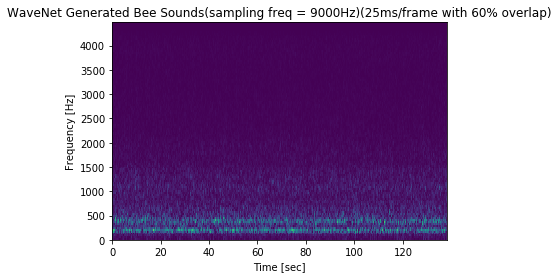 WaveNet Generated Bee Sounds(sampling freq = 9000Hz)(25ms/frame with 60% overlap)
4000
3500
3000
2500
2000
1500
1000
500
0
Frequency [Hz]
0 20 40 60 80 100 120
Time [sec]